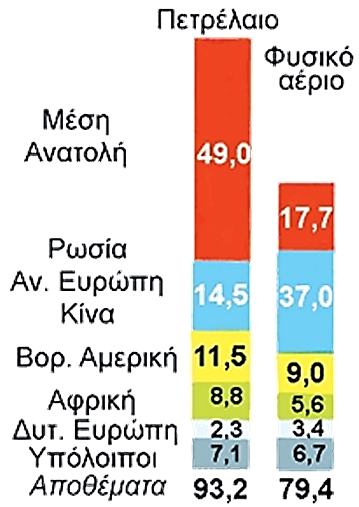 Πετρέλαιο
Φυσικό
αέριο
Μέση
Ανατολή
49,0
17,7
Ρωσία
Αν. Ευρώπη
Κίνα
14,5
37,0
Βορ. Αμερική
11,5
9,0
Αφρική
8,8
5,6
Δυτ. Ευρώπη
2,3
3,4
Υπόλοιποι
7,1
6,7
Αποθέματα
93,2
79,4